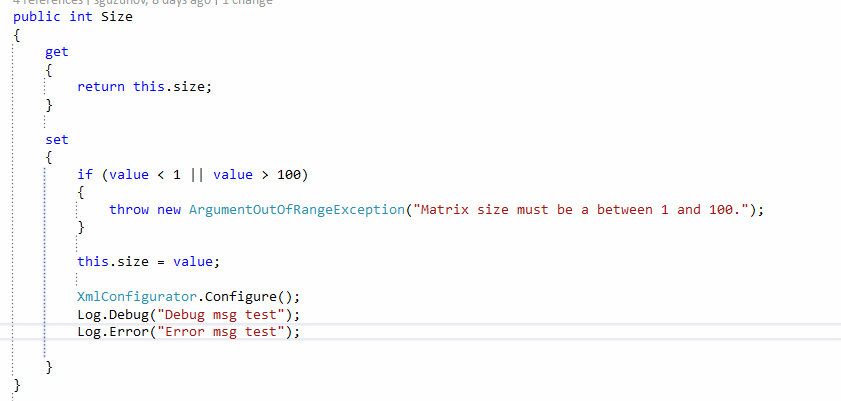 4 references | sguzunov, 8 days ago | 1 change
public int Size
{
get
{
return this.size;
}
set
{
if (value < 1 || value > 100)
{
throw new ArgumentOutOfRangeException("Matrix size must be a between 1 and 100.");
}
this.size = value;
XmlConfigurator.Configure();
Log.Debug("Debug msg test");
Log.Error("Error msg test");
}
}